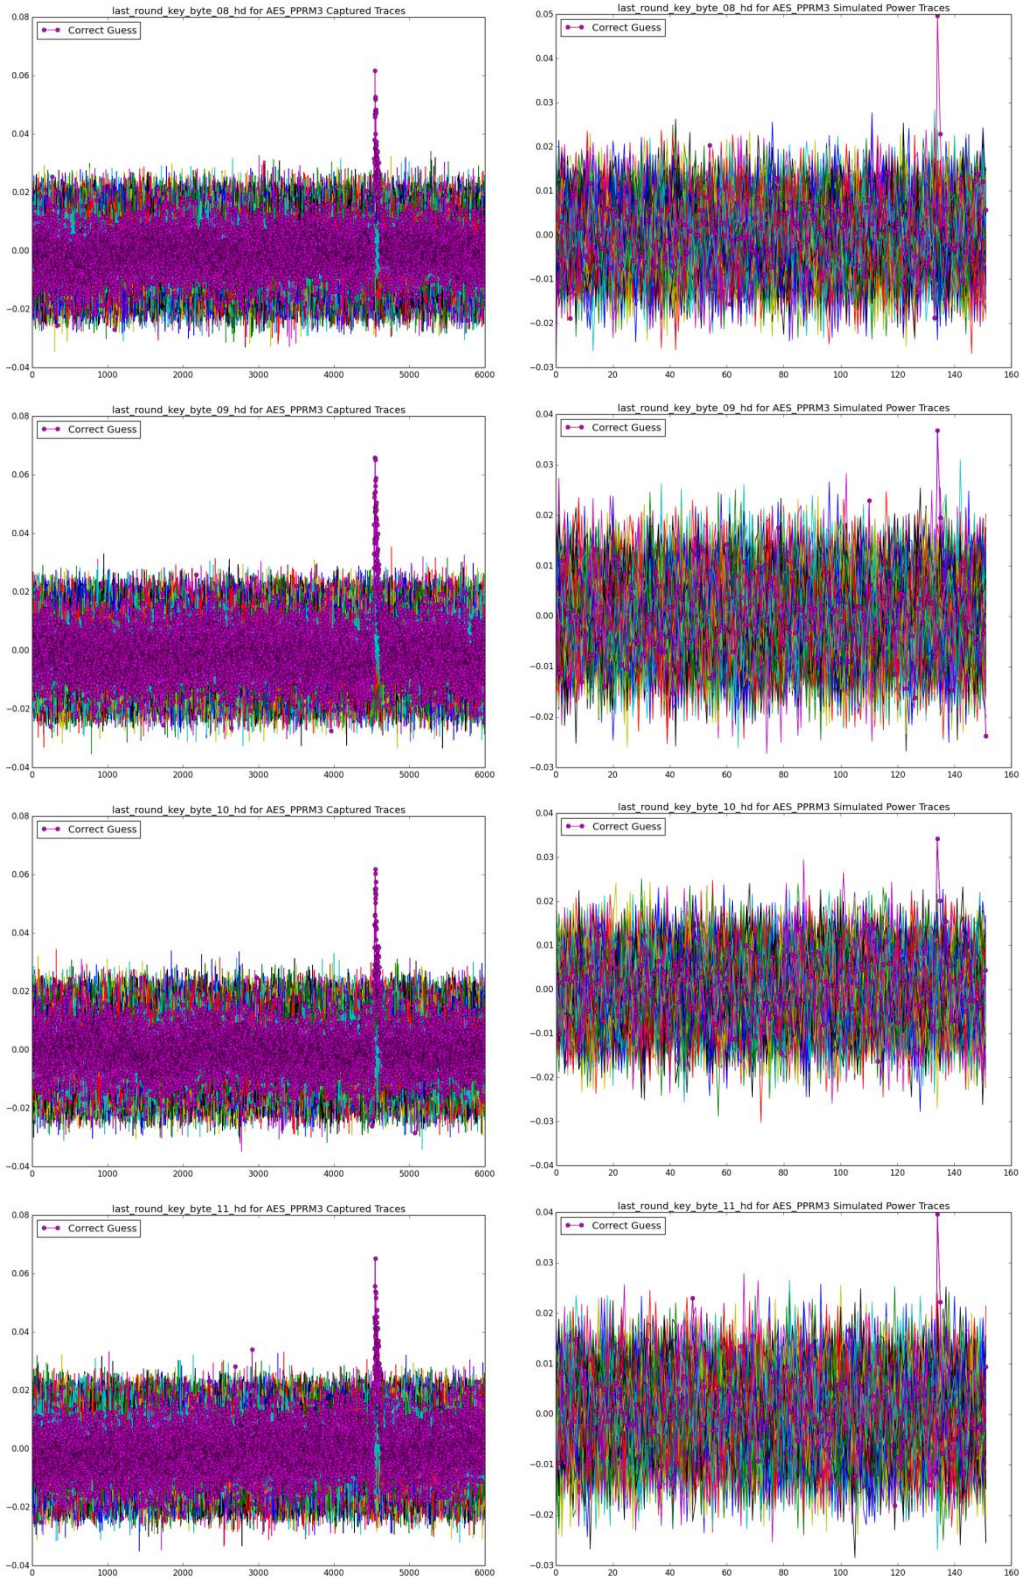 last_round_key_byte_08_hd for AES_PPRM3 Captured Traces
0.08
Correct Guess
0.06
0.04
0.02
0.00
−0.02
−0.04
0 1000 2000 3000 4000 5000 6000
last_round_key_byte_08_hd for AES_PPRM3 Simulated Power Traces
0.05
Correct Guess
0.04
0.03
0.02
0.01
0.00
−0.01
−0.02
−0.03
0 20 40 60 80 100 120 140 160
last_round_key_byte_09_hd for AES_PPRM3 Captured Traces
0.08
Correct Guess
0.06
0.04
0.02
0.00
−0.02
−0.04
0 1000 2000 3000 4000 5000 6000
last_round_key_byte_09_hd for AES_PPRM3 Simulated Power Traces
0.04
Correct Guess
0.03
0.02
0.01
0.00
−0.01
−0.02
−0.03
0 20 40 60 80 100 120 140 160
last_round_key_byte_10_hd for AES_PPRM3 Captured Traces
0.08
Correct Guess
0.06
0.04
0.02
0.00
−0.02
−0.04
0 1000 2000 3000 4000 5000 6000
last_round_key_byte_10_hd for AES_PPRM3 Simulated Power Traces
0.04
Correct Guess
0.03
0.02
0.01
0.00
−0.01
−0.02
−0.03
−0.04
0 20 40 60 80 100 120 140 160
last_round_key_byte_11_hd for AES_PPRM3 Captured Traces
0.08
Correct Guess
0.06
0.04
0.02
0.00
−0.02
−0.04
0 1000 2000 3000 4000 5000 6000
last_round_key_byte_11_hd for AES_PPRM3 Simulated Power Traces
0.04
Correct Guess
0.03
0.02
0.01
0.00
−0.01
−0.02
−0.03
0 20 40 60 80 100 120 140 160